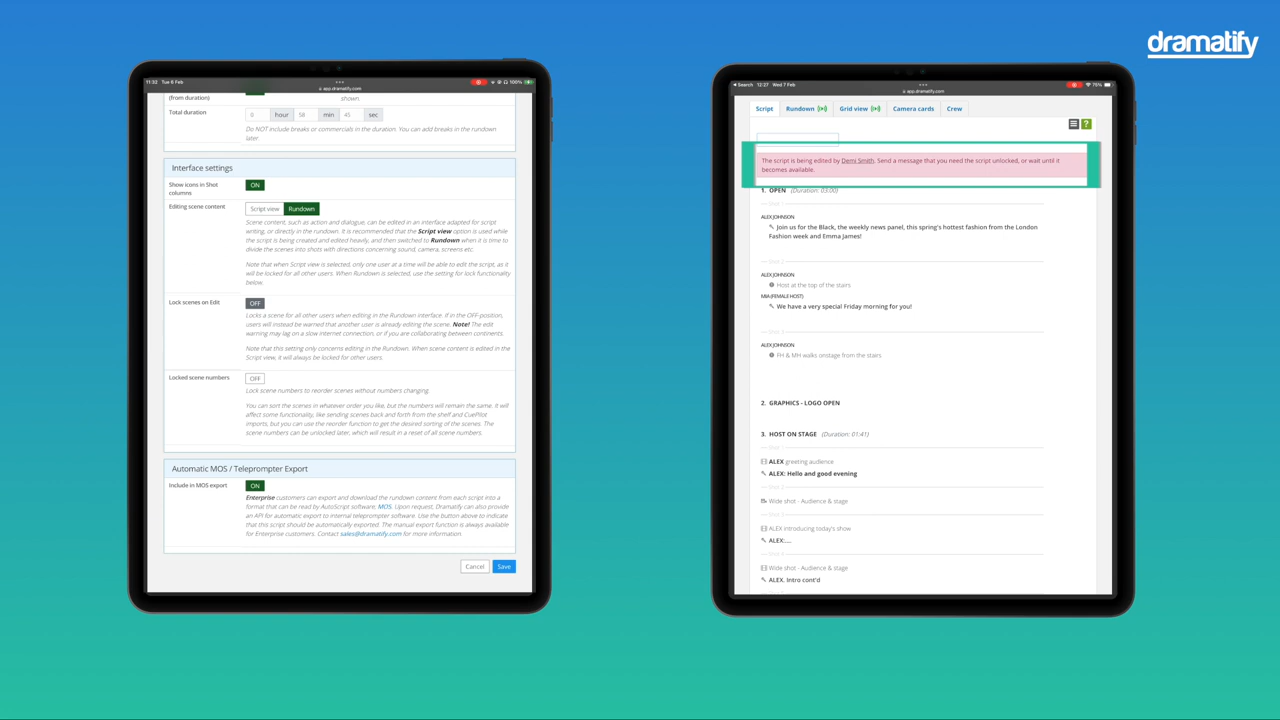 dramatify
11:32 Tue 6 Feb
100%
app.dramatify.com
(from duration)
shown.
Total duration
0 hour 58 min 45 sec
Do NOT include breaks or commercials in the duration. You can add breaks in the rundown
later.
Interface settings
Show icons in Shot
columns
ON
Editing scene content
Script view Rundown
Scene content, such as action and dialogue, can be edited in an interface adapted for script
writing, or directly in the rundown. It is recommended that the Script view option is used while
the script is being created and edited heavily, and then switched to Rundown when it is time to
divide the scenes into shots with directions concerning sound, camera, screens etc.
Note that when Script view is selected, only one user at a time will be able to edit the script, as it
will be locked for all other users. When Rundown is selected, use the setting for lock functionality
below.
Lock scenes on Edit
OFF
Locks a scene for all other users when editing in the Rundown interface. If in the OFF-position,
users will instead be warned that another user is already editing the scene. Note! The edit
warning may lag on a slow internet connection, or if you are collaborating between continents.
Note that this setting only concerns editing in the Rundown. When scene content is edited in the
Script view, it will always be locked for other users.
Locked scene numbers
OFF
Lock scene numbers to reorder scenes without numbers changing.
You can sort the scenes in whatever order you like, but the numbers will remain the same. It will
affect some functionality, like sending scenes back and forth from the shelf and CuePilot
imports, but you can use the reorder function to get the desired sorting of the scenes. The
scene numbers can be unlocked later, which will result in a reset of all scene numbers.
Automatic MOS / Teleprompter Export
Include in MOS export
ON
Enterprise customers can export and download the rundown content from each script into a
format that can be read by AutoScript software; MOS. Upon request, Dramatify can also provide
an API for automatic export to internal teleprompter software. Use the button above to indicate
that this script should be automatically exported. The manual export function is always available
for Enterprise customers. Contact sales@dramatify.com for more information.
Cancel Save
Search 12:27 Wed 7 Feb
76%
app.dramatify.com
Script Rundown Grid view Camera cards Crew
?
The script is being edited by Demi Smith. Send a message that you need the script unlocked, or wait until it
becomes available.
1. OPEN (Duration: 03:00)
Shot 1
ALEX JOHNSON
Join us for the Black, the weekly news panel, this spring's hottest fashion from the London
Fashion week and Emma James!
Shot 2
ALEX JOHNSON
Host at the top of the stairs
MIA (FEMALE HOST)
We have a very special Friday morning for you!
ALEX JOHNSON
FH & MH walks onstage from the stairs
2. GRAPHICS - LOGO OPEN
3. HOST ON STAGE (Duration: 01:41)
ALEX greeting audience
ALEX: Hello and good evening
Wide shot - Audience & stage
ALEX introducing today's show
ALEX:....
Wide shot - Audience & stage
ALEX. Intro cont'd